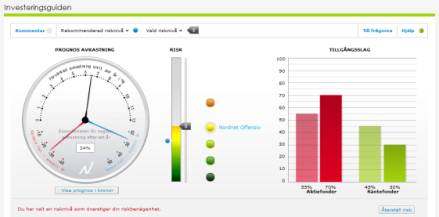 Investeringsguiden
Kommentar
Rekommenderad risknivå
Vald risknivå
Till frågorna
Hjälp
PROGNOS AVKASTNING
RISK
TILLGÅNGSSLAG
34%
Visa prognos i kronor
Nordnet Offensiv
100
90
80
70
60
50
40
30
20
10
0
55% 70% 45% 30%
Aktiefonder Räntefonder
Du har valt en risknivå som överstiger din riskbenägenhet.
Återställ risk